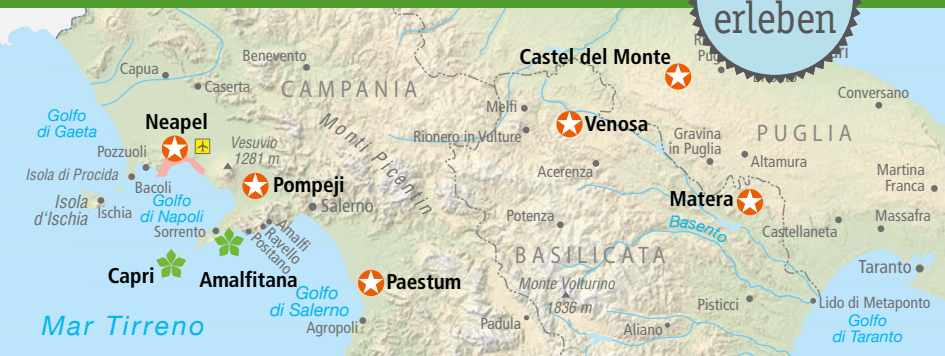 erleben
Castel del Monte
Benevento
Capua
Caserta
CAMPANIA
Conversano
Melfi
Golfo
di Gaeta
Neapel
Venosa
PUGLIA
Rionero in Vulture
Gravina
in Puglia
Monti Picentin
Vesuvio
1281 m
Pozzuoli
Altamura
Isola di Procida
Acerenza
Martina
Franca
Bacoli
Pompeji
Isola
d'Ischia
Ischia
Golfo
di Napoli
Salerno
Matera
Potenza
Basento
Massafra
Sorrento
Amalfi
Ravello
Positano
Castellaneta
BASILICATA
Taranto
Capri
Amalfitana
Paestum
Monte Volturino
1836 m
Golfo
di Salerno
Pisticci
Lido di Metaponto
Mar Tirreno
Agropoli
Padula
Aliano
Golfo
di Taranto